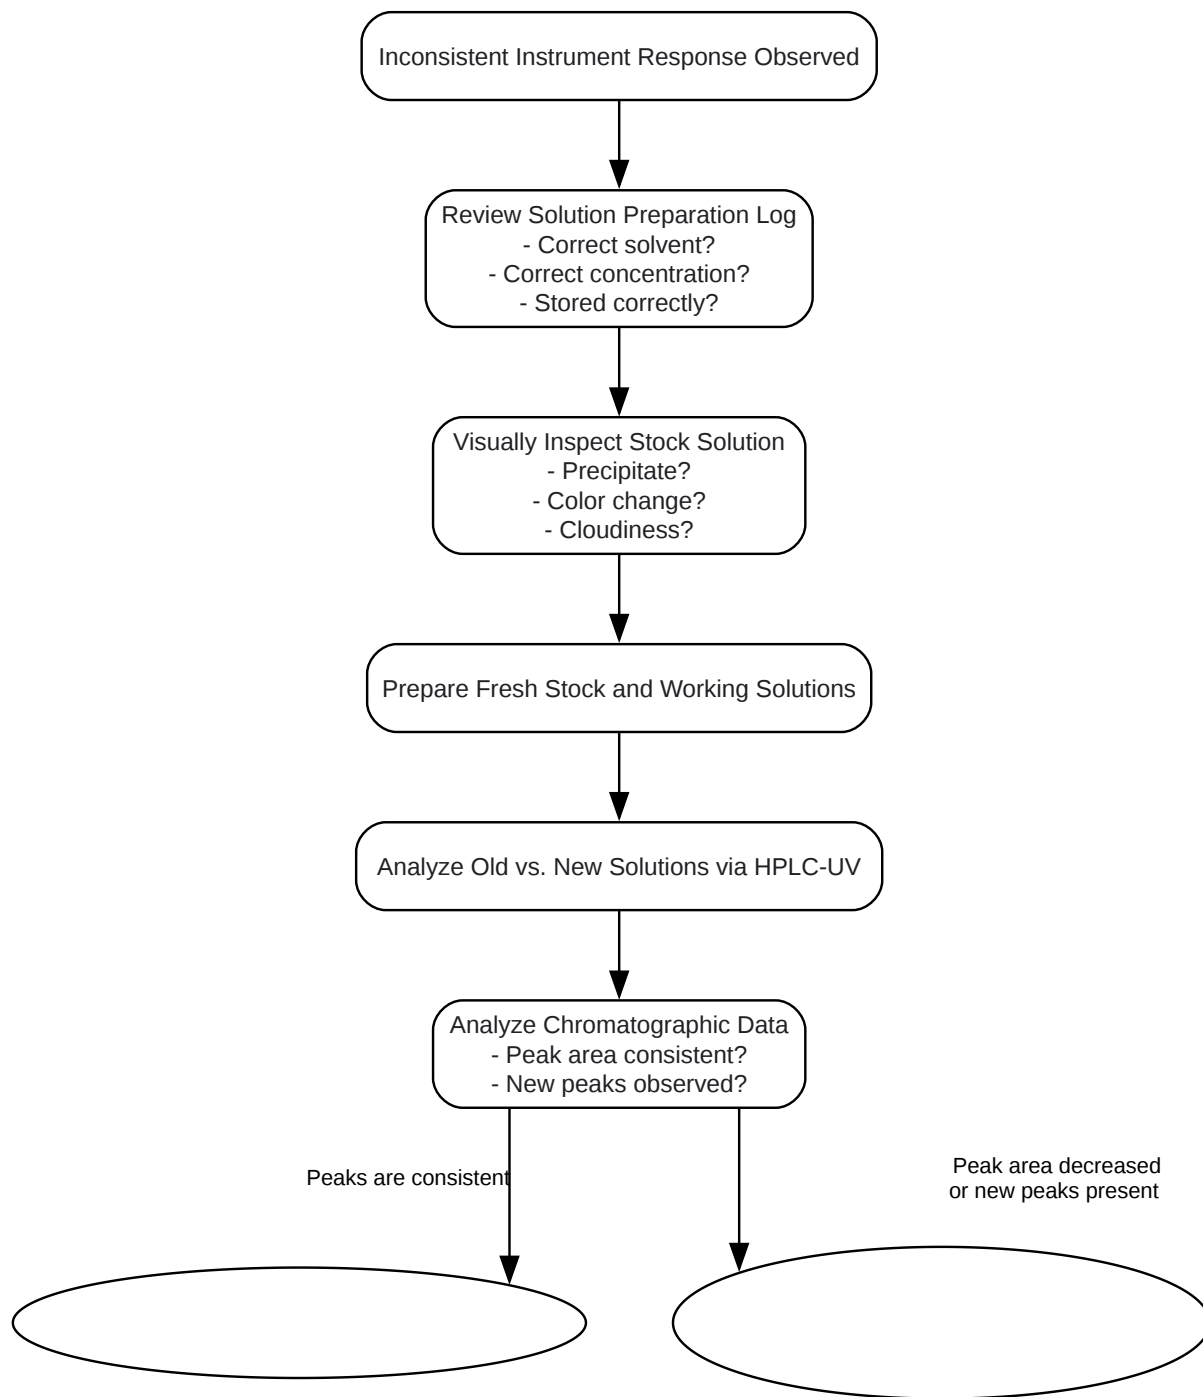 Inconsistent Instrument Response Observed
Review Solution Preparation Log
- Correct solvent?
- Correct concentration?
- Stored correctly?
Visually Inspect Stock Solution
- Precipitate?
- Color change?
- Cloudiness?
Prepare Fresh Stock and Working Solutions
Analyze Old vs. New Solutions via HPLC-UV
Analyze Chromatographic Data
- Peak area consistent?
- New peaks observed?
Peaks are consistent
Peak area decreased
or new peaks present